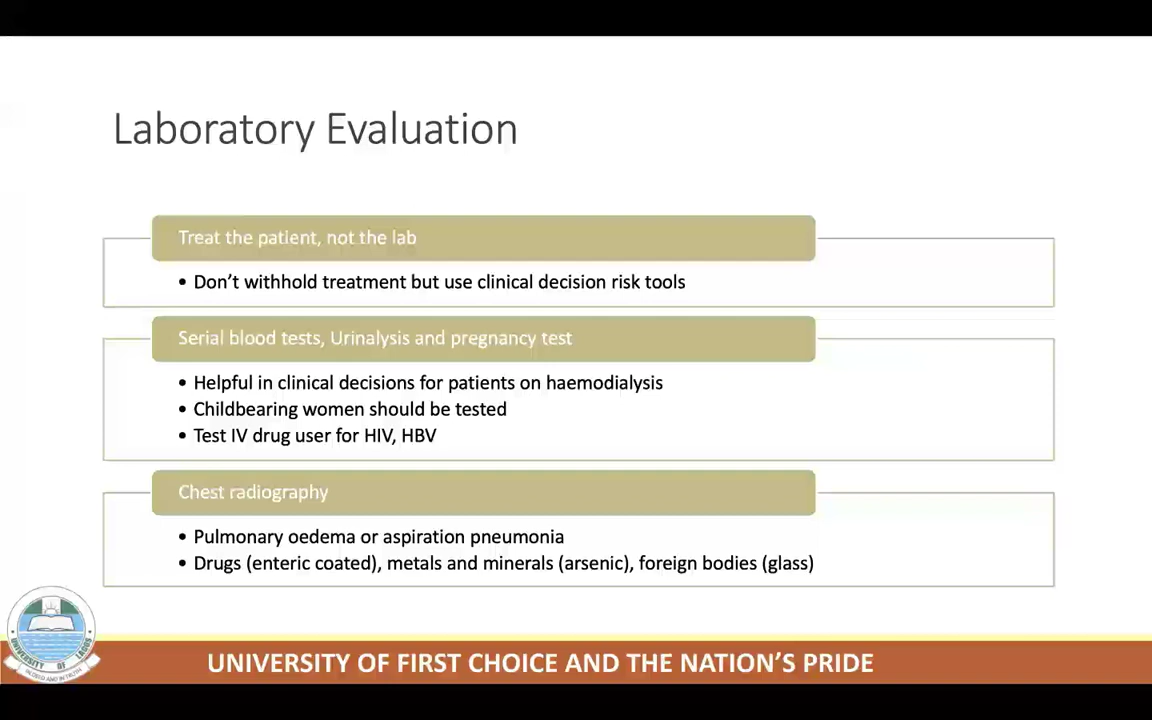 Laboratory Evaluation
Treat the patient, not the lab
• Don’t withhold treatment but use clinical decision risk tools
Serial blood tests, Urinalysis and pregnancy test
• Helpful in clinical decisions for patients on haemodialysis
• Childbearing women should be tested
• Test IV drug user for HIV, HBV
Chest radiography
• Pulmonary oedema or aspiration pneumonia
• Drugs (enteric coated), metals and minerals (arsenic), foreign bodies (glass)
UNIVERSITY OF LAGOS
UNIVERSITY OF FIRST CHOICE AND THE NATION’S PRIDE